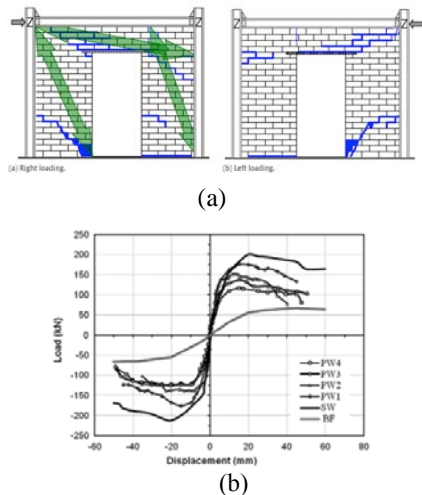 Z Z Z Z
(a) Right loading. (b) Left loading.
(a)
Load (kN)
250
200
150
100
50
0
-50
-100
-150
-200
-250
PW4
PW3
PW2
PW1
SW
BF
-60 -40 -20 0 20 40 60 80
Displacement (mm)
(b)